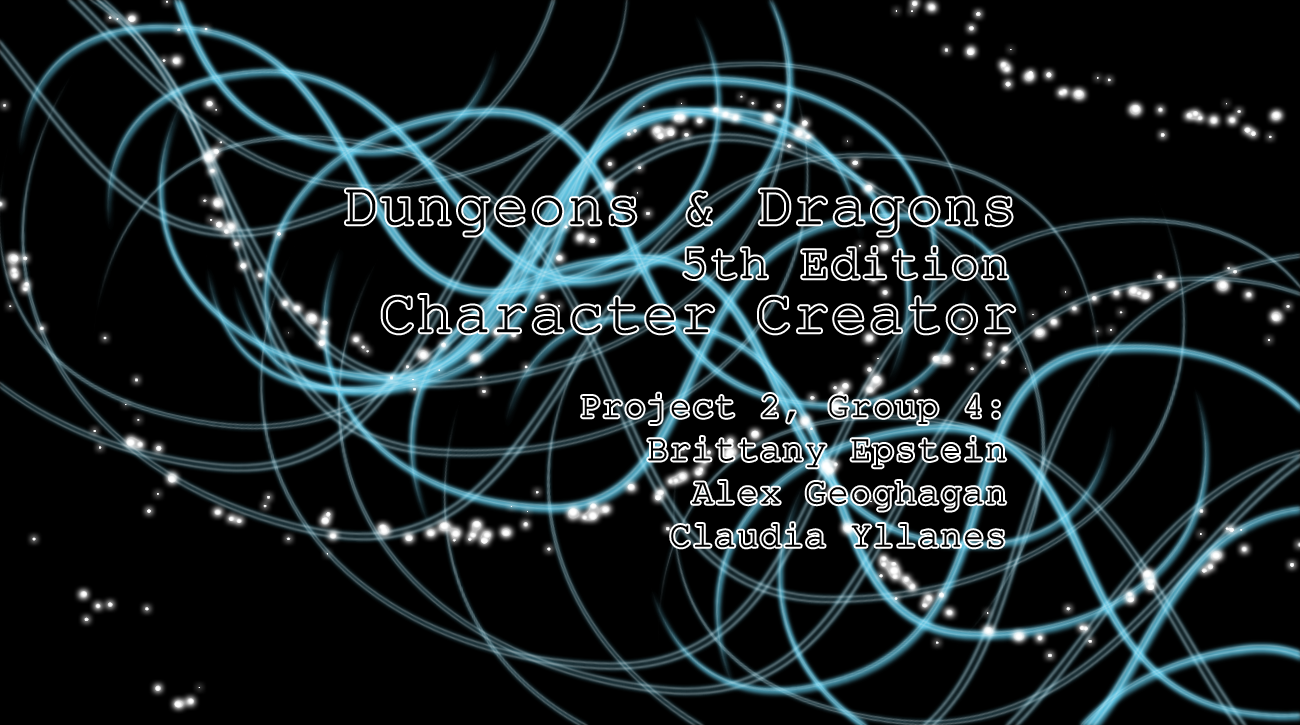 Dungeons & Dragons
5th Edition
Character Creator
Project 2, Group 4:
Brittany Epstein
Alex Geoghagan
Claudia Yllanes